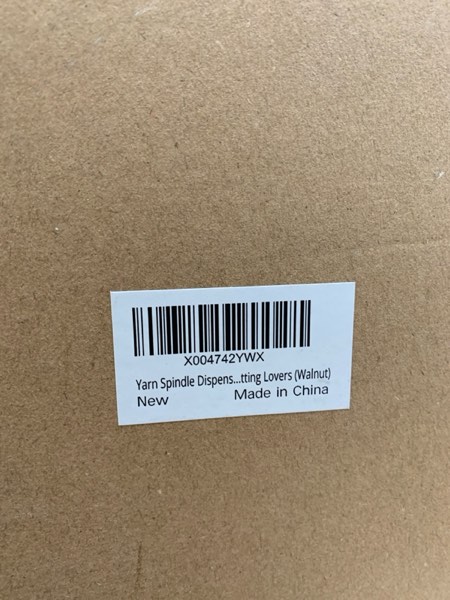 X004742YWX
Yarn Spindle Dispens...tting Lovers (Walnut)
New Made in China